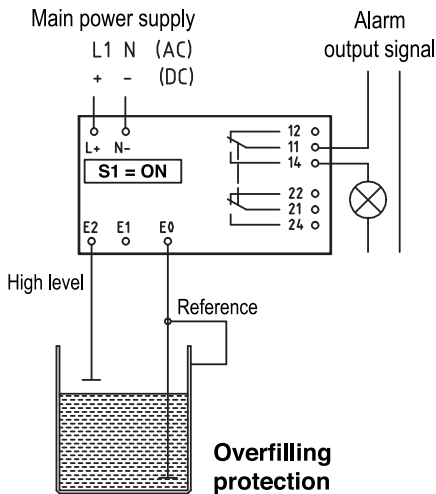 Main power supply
L1 N (AC)
+ - (DC)
Alarm
output signal
L+ N-
S1 = ON
12
11
14
22
21
24
E2 E1 E0
High level
Reference
Overfilling
protection